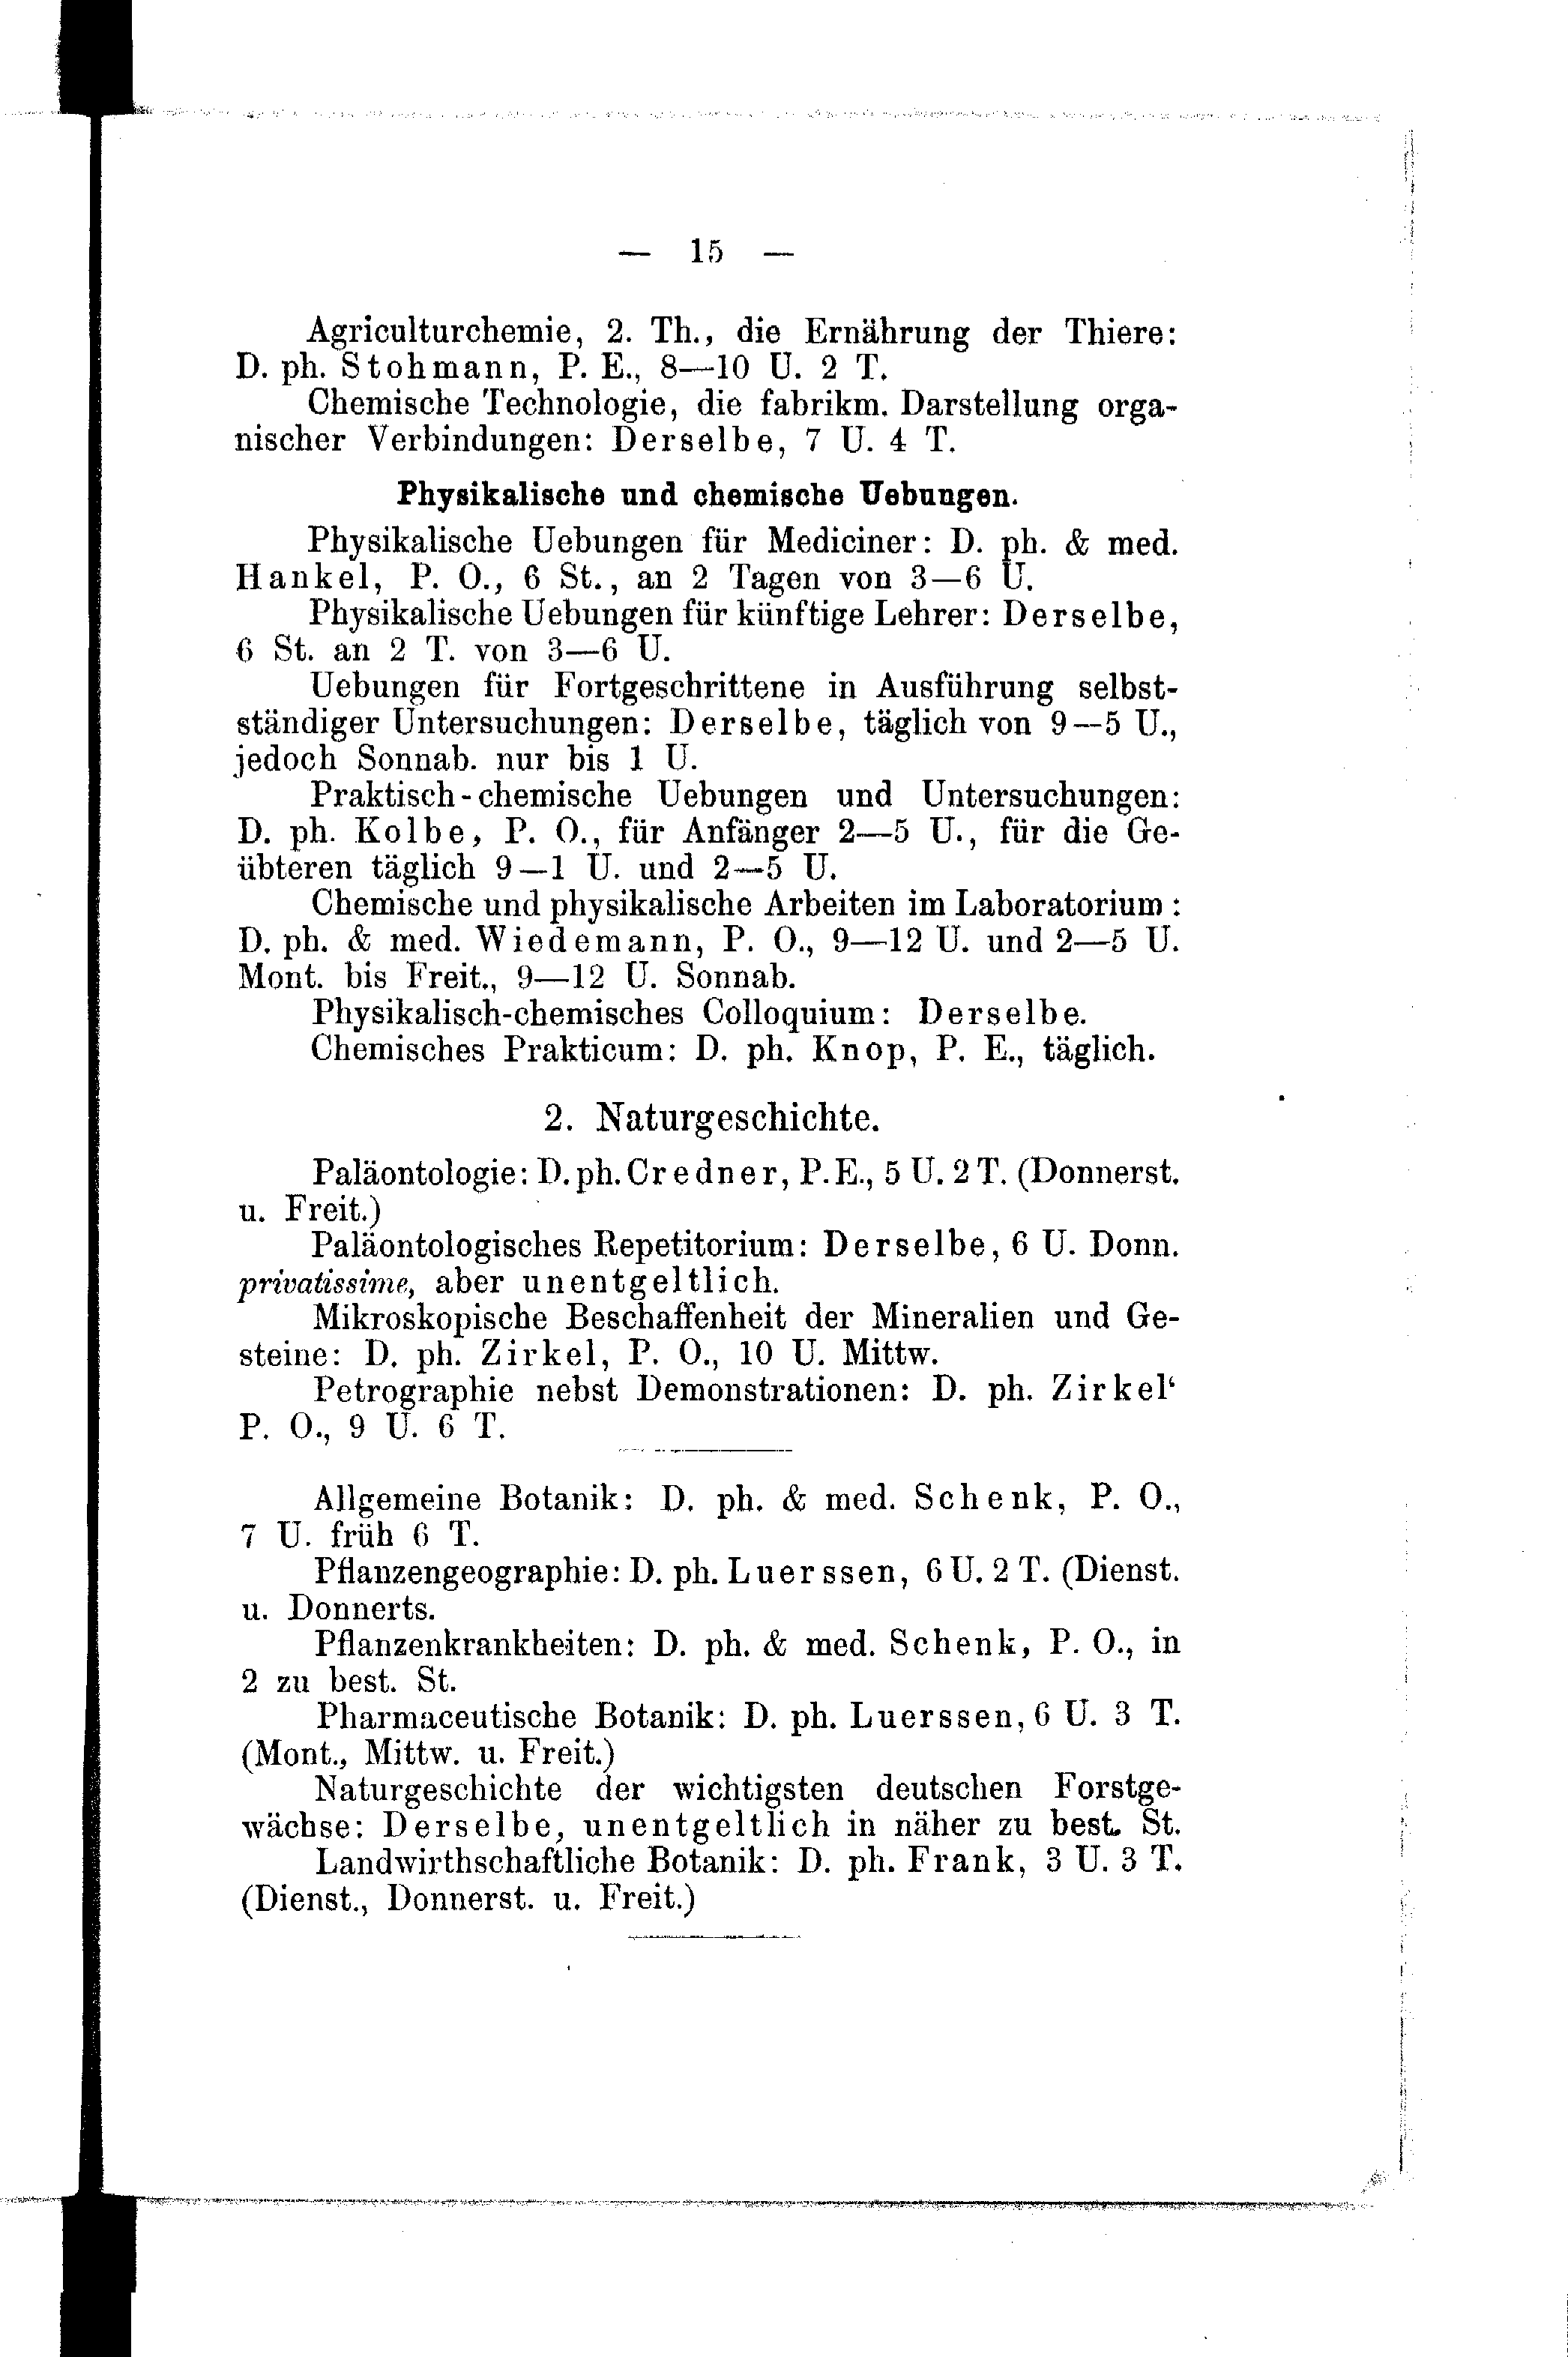 — 15 —
Agriculturchemie, 2. Th., die Ernährung der Thiere:
D. ph. Stohmann, P. E., 8—10 U. 2 T.
Chemische Technologie, die fabrikm. Darstellung orga-
nischer Verbindungen: Derselbe, 7 U. 4 T.
Physikalische und chemische Uebungen.
Physikalische Uebungen für Mediciner: D. ph. & med.
Hankel, P. O., 6 St., an 2 Tagen von 3—6 U.
Physikalische Uebungen für künftige Lehrer: Derselbe,
6 St. an 2 T. von 3—6 U.
Uebungen für Fortgeschrittene in Ausführung selbst-
ständiger Untersuchungen: Derselbe, täglich von 9—5 U.,
jedoch Sonnab. nur bis 1 U.
Praktisch-chemische Uebungen und Untersuchungen:
D. ph. Kolbe, P. O., für Anfänger 2—5 U., für die Ge-
übteren täglich 9—1 U. und 2—5 U.
Chemische und physikalische Arbeiten im Laboratorium:
D. ph. & med. Wiedemann, P. O., 9—12 U. und 2—5 U.
Mont. bis Freit., 9—12 U. Sonnab.
Physikalisch-chemisches Colloquium: Derselbe.
Chemisches Prakticum: D. ph. Knop, P. E., täglich.
2. Naturgeschichte.
Paläontologie: D. ph. Credner, P. E., 5 U. 2 T. (Donnerst.
u. Freit.)
Paläontologisches Repetitorium: Derselbe, 6 U. Donn.
privatissime, aber unentgeltlich.
Mikroskopische Beschaffenheit der Mineralien und Ge-
steine: D. ph. Zirkel, P. O., 10 U. Mittw.
Petrographie nebst Demonstrationen: D. ph. Zirkel‘
P. O., 9 U. 6 T.
Allgemeine Botanik: D. ph. & med. Schenk, P. O.,
7 U. früh 6 T.
Pflanzengeographie: D. ph. Luerssen, 6 U. 2 T. (Dienst.
u. Donnerts.
Pflanzenkrankheiten: D. ph. & med. Schenk, P. O., in
2 zu best. St.
Pharmaceutische Botanik: D. ph. Luerssen, 6 U. 3 T.
(Mont., Mittw. u. Freit.)
Naturgeschichte der wichtigsten deutschen Forstge-
wächse: Derselbe, unentgeltlich in näher zu best. St.
Landwirthschaftliche Botanik: D. ph. Frank, 3 U. 3 T.
(Dienst., Donnerst. u. Freit.)